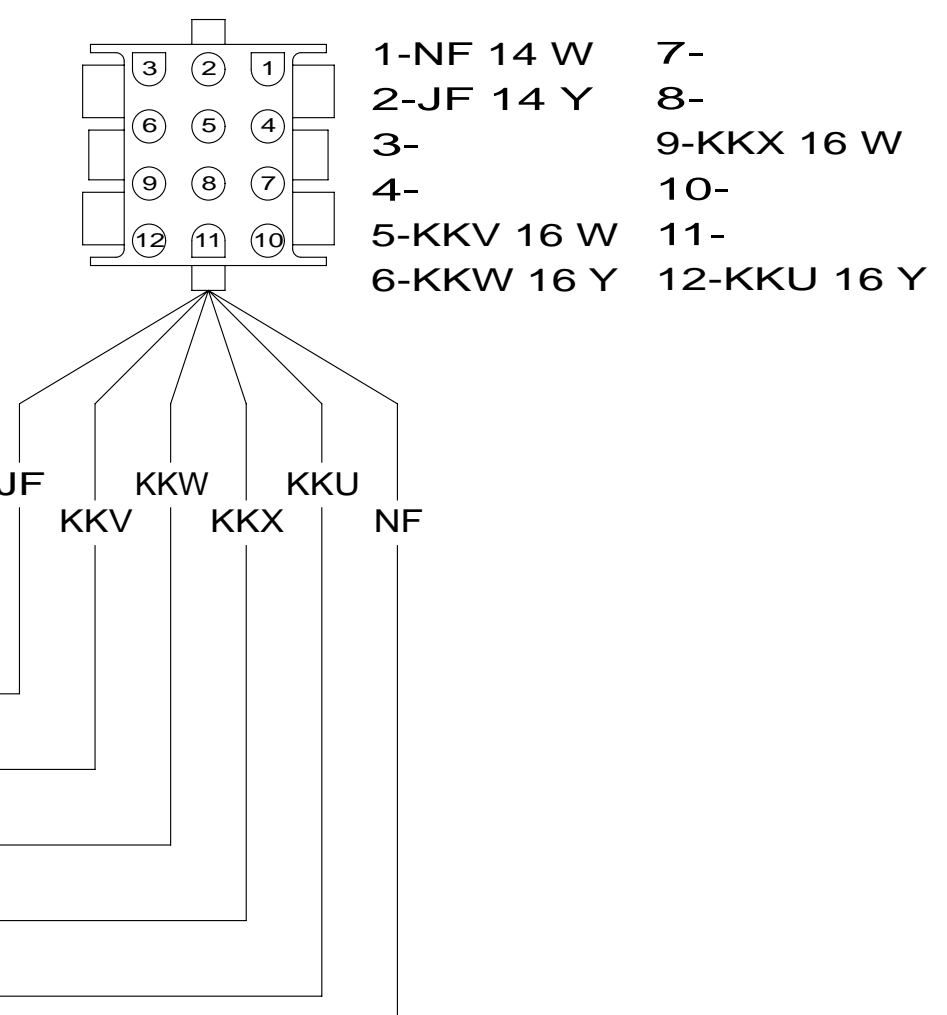 3 2 1
6 5 4
9 8 7
12 11 10
1-NF 14 W
2-JF 14 Y
3-
4-
5-KKV 16 W
6-KKW 16 Y
7-
8-
9-KKX 16 W
10-
11-
12-KKU 16 Y
JF KKW KKU
KKV KKX NF